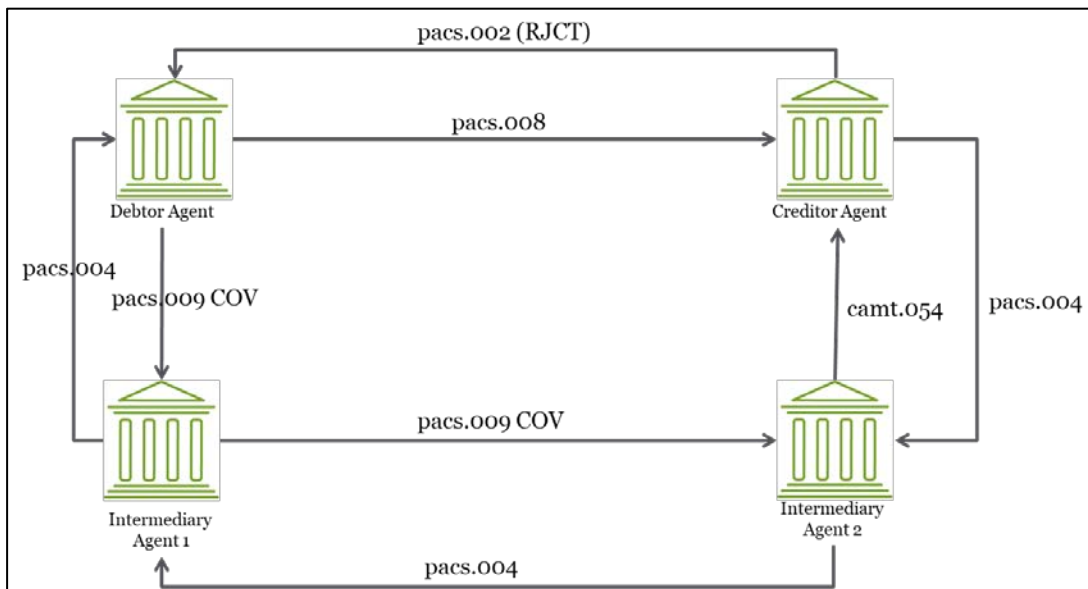 pacs.002 (RJCT)
pacs.008
Debtor Agent
Creditor Agent
pacs.004
pacs.009 COV
camt.054
pacs.004
pacs.009 COV
Intermediary
Agent 1
Intermediary
Agent 2
pacs.004